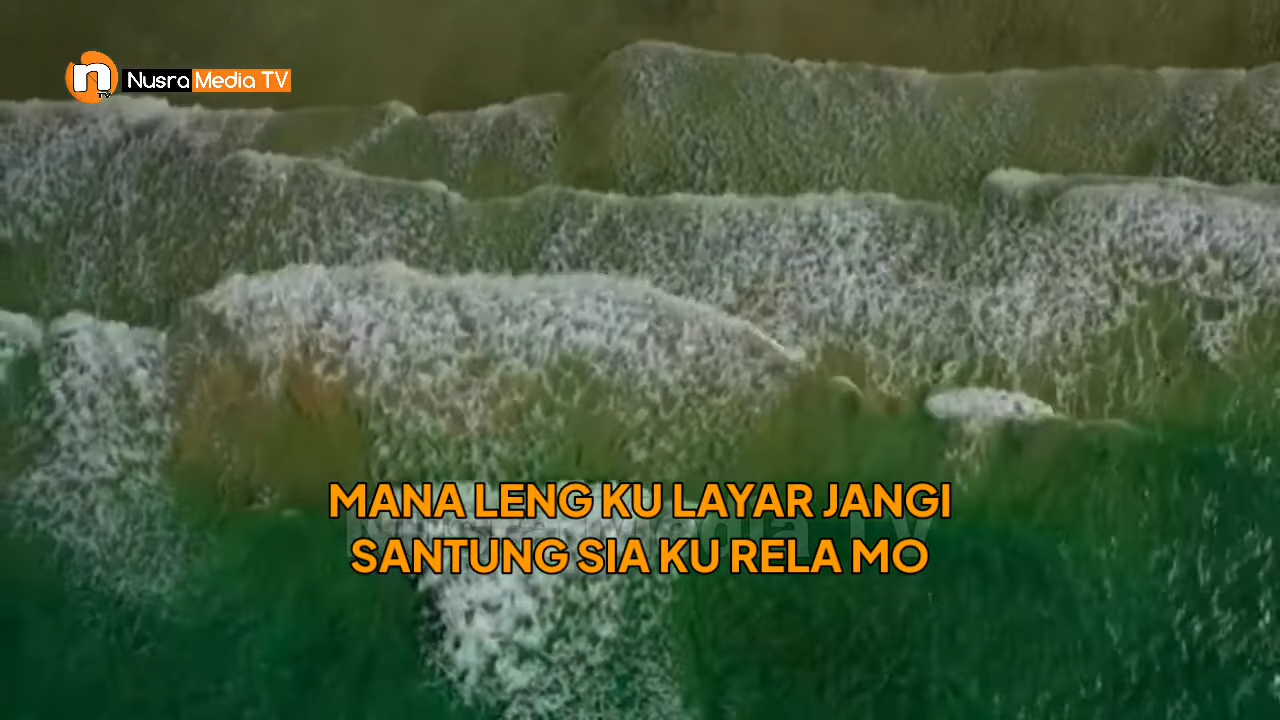 Nusra Media TV
MANA LENG KU LAYAR JANGI
SANTUNG SIA KU RELA MO